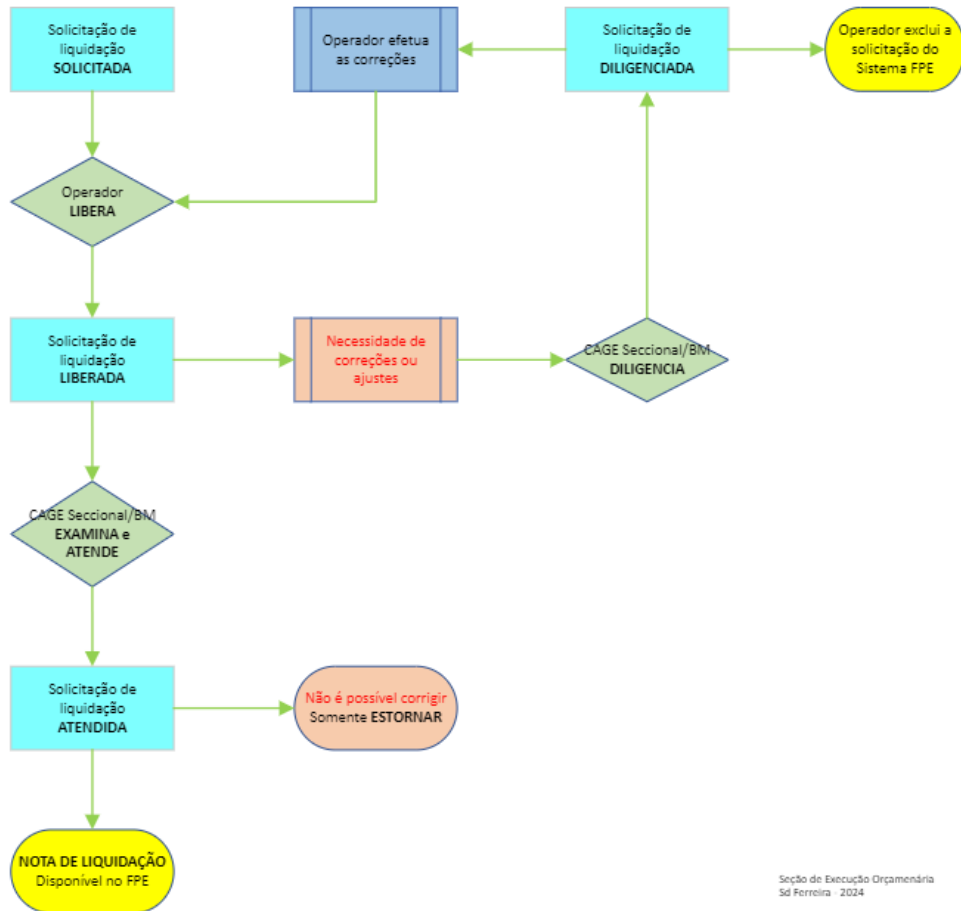 Solicitação de
liquidação
SOLICITADA
Operador efetua
as correções
Solicitação de
liquidação
DILIGENCIADA
Operador exclui a
solicitação do
Sistema FPE
Operador
LIBERA
Solicitação de
liquidação
LIBERADA
Necessidade de
correções ou
ajustes
CAGE Seccional/BM
DILIGENCIA
CAGE Seccional/BM
EXAMINA e
ATENDE
Solicitação de
liquidação
ATENDIDA
Não é possível corrigir
Somente ESTORNAR
NOTA DE LIQUIDAÇÃO
Disponível no FPE
Seção de Execução Orçamenária
Sd Ferreira - 2024